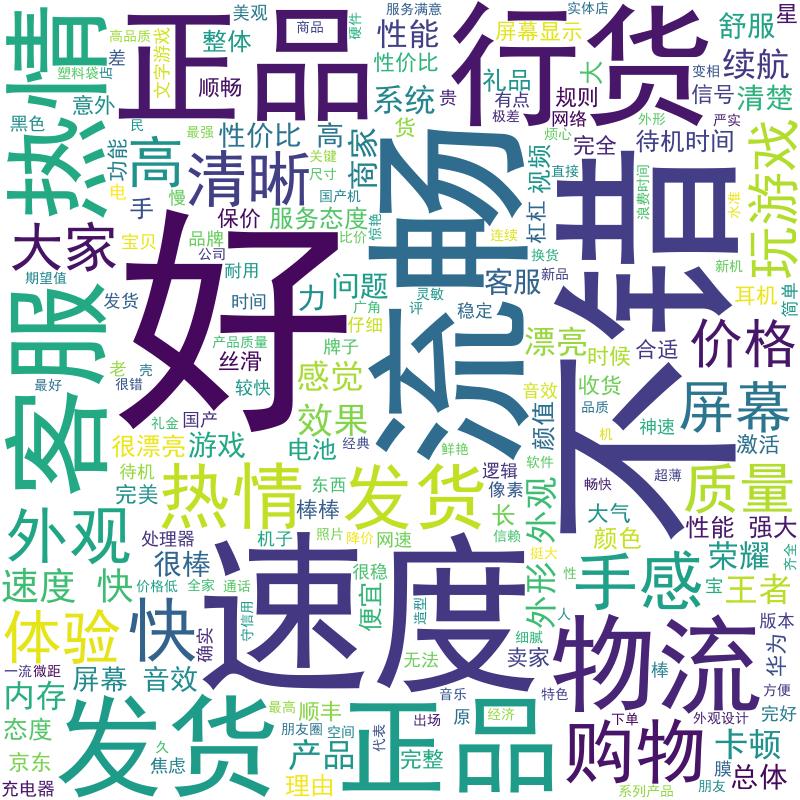 热情
正品
行货
美观
高品质
文字游戏
塑料袋
古
差
整体
顺畅
意外
黑色
民
功能
商品
硬件
服务满意
性能
性价比
系统
实体店
屏幕显示
礼品
大
有点
规则
贵
极差
网络
变相
信号
外形
严实
舒服
星
续航
清楚
最强
性价比
高
货
商家
高
清晰
关键
尺寸
国产机
电
慢
手
流畅
烦心
完全
待机时间
直接
视频
杠杠
不错
浪费时间
水准
玩游戏
保价
服务态度
比价
惊艳
连续
大家
宝贝
品牌
公司
好
期望值
耐用
问题
换货
客服
新品
新机
耳机
简单
发货
时间
力
广角
灵敏
评
稳定
客服
产品质量
仔细
丝滑
牌子
漂亮
时候
合适
价格
老
壳
很错
较快
感觉
音效
收货
最好
礼金
国产
效果
颜值
品质
神速
屏幕
激活
很漂亮
游戏
电池
经典
鲜艳
机
待机
完美
热情
发货
东西
棒棒
逻辑
像素
软件
畅快
超薄
质量
外观
长
信赖
外观
大气
性能
强大
处理器
机子
照片
降价
网速
颜色
齐全
很棒
速度
很稳
挺大
外形
手感
荣耀
速度
快
价格低
全家
通话
便宜
性
宝
王者
体验
快
守信用
造型
人
细腻
确实
无法
卖家
物流
版本
棒
华为
一流
微距
屏幕
音效
音乐
特色
方便
内存
发货
最高
顺丰
正品
出场
原
经济
下单
外观设计
完好
态度
朋友圈
空间
代表
购物
卡顿
久
京东
焦虑
产品
完整
膜
充电器
理由
系列产品
朋友
总体